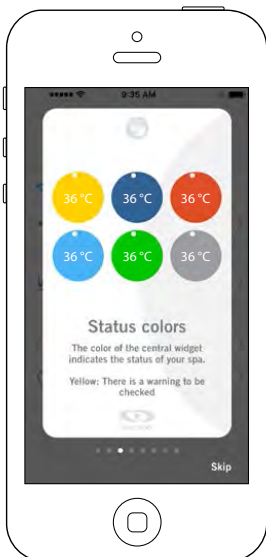 9:35 AM
36 °C 36 °C 36 °C
36 °C 36 °C 36 °C
Status colors
The color of the central widget
indicates the status of your spa.
Yellow: There is a warning to be
checked
Skip